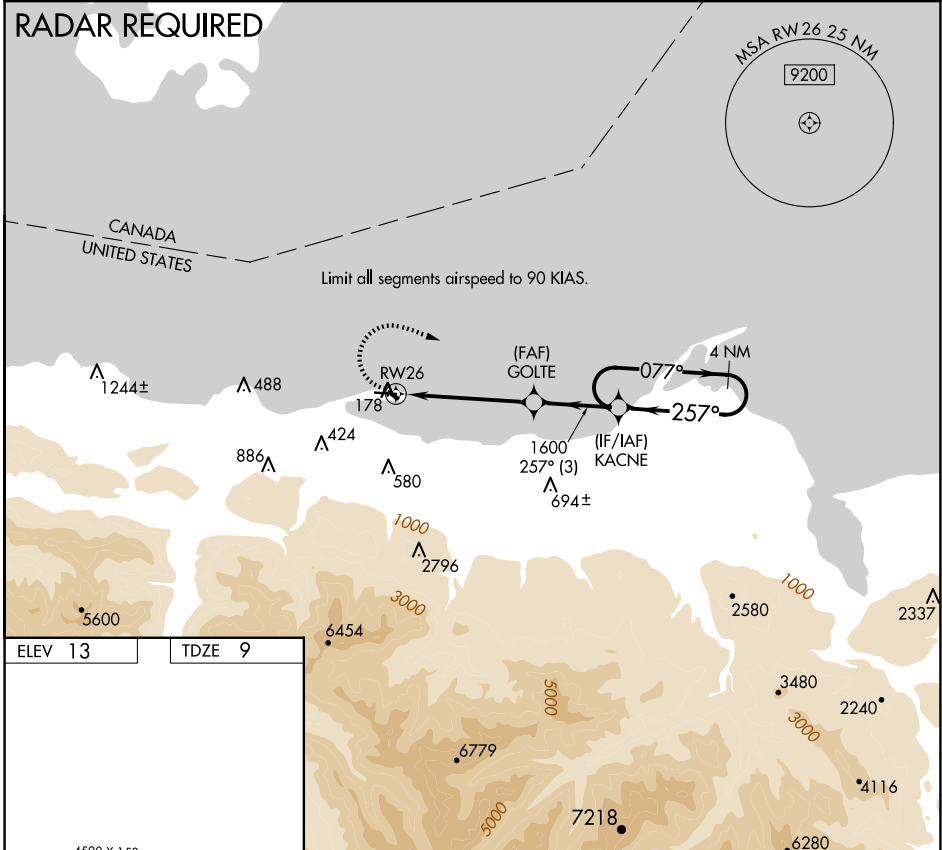 RADAR REQUIRED
MSA RW26 25 NM
9200
CANADA
UNITED STATES
Limit all segments airspeed to 90 KIAS.
(FAF)
GOLTE
4 NM
RW26
077°
1244±
488
178
257°
1600
257° (3)
(IF/IAF)
KACNE
424
886
580
694±
1000
2796
1000
3000
2580
2337
5600
6454
ELEV 13
TDZE 9
5000
3480
2240
3000
6779
4116
5000
7218
6280
4500 X 150